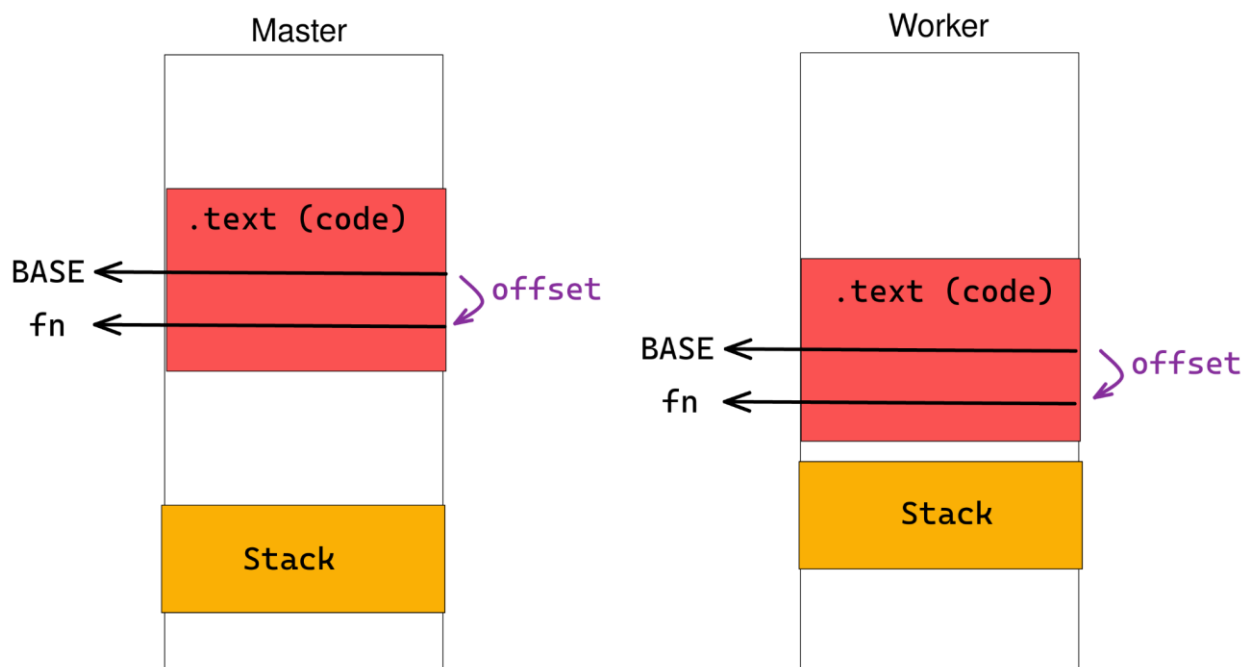 Master
.text (code)
BASE
offset
fn
Stack
Worker
.text (code)
BASE
offset
fn
Stack